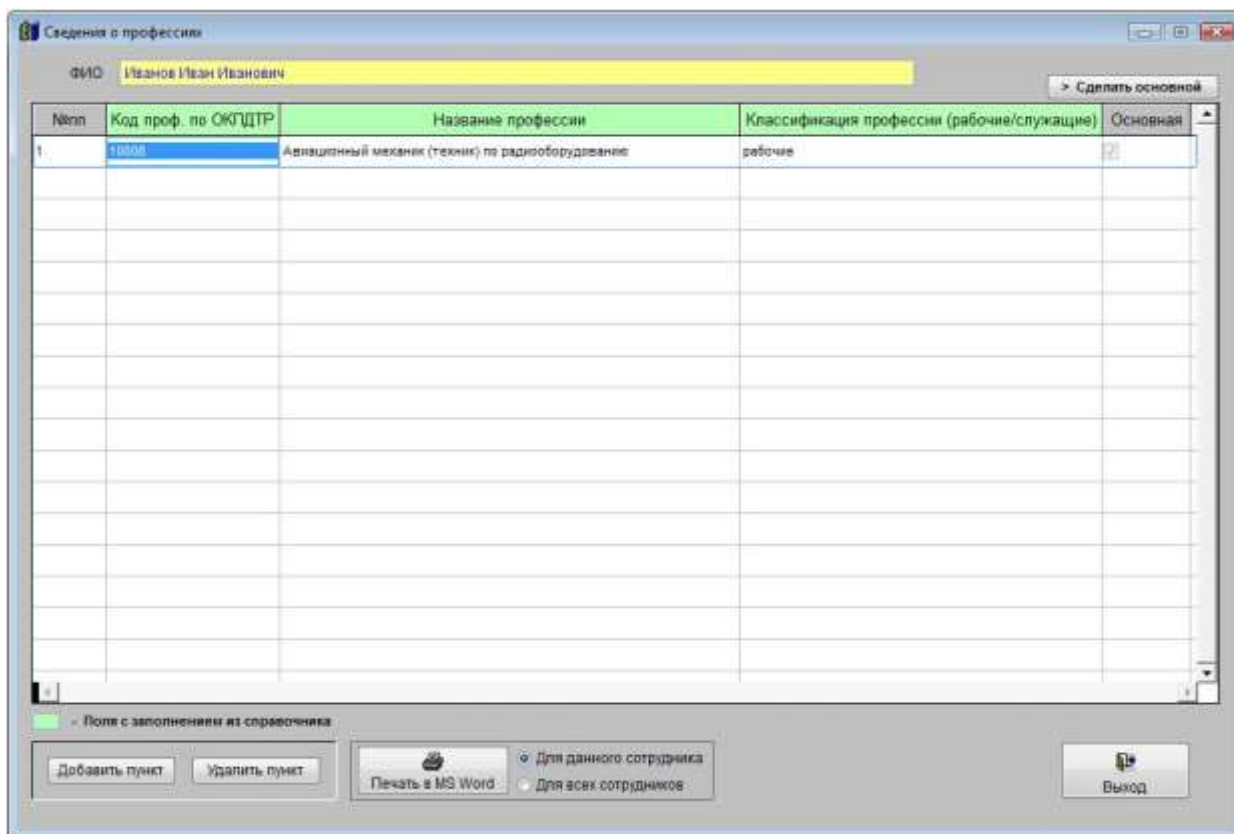 Сведения о профессиях
ФИО Иванов Иван Иванович
> Сделать основной
№пп Код проф. по ОКПДТР Название профессии Классификация профессии (рабочие/служащие) Основная
1 Авиационный механик (техник) по радиооборудованию рабочие
- Поля с заполнением из справочника
Добавить пункт Удалить пункт Печать в MS Word Для данного сотрудника
Для всех сотрудников
Выход